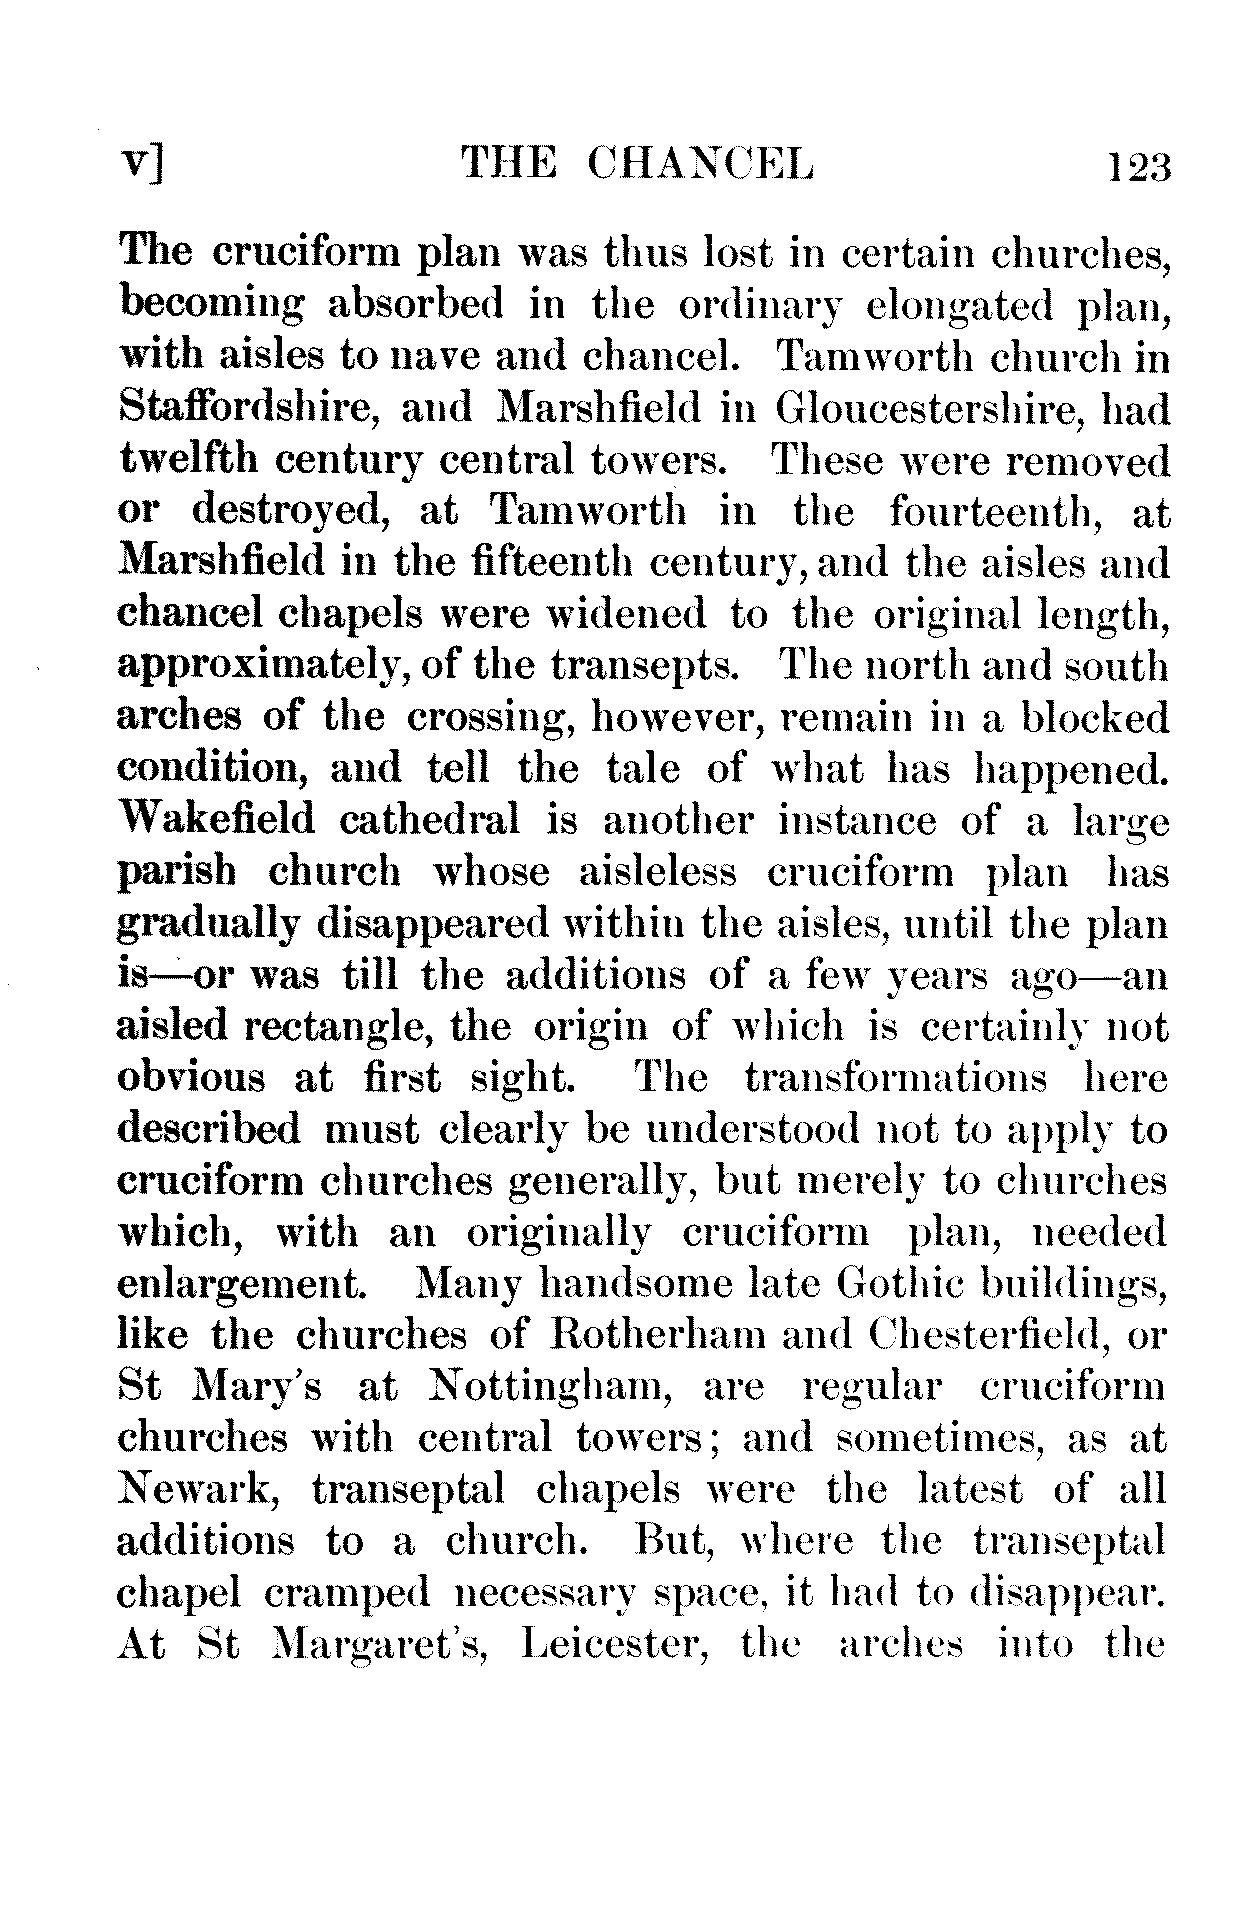 v] THE CHANCEL 123
The cruciform plan was thus lost in certain churches,
becoming absorbed in the ordinary elongated plan,
with aisles to nave and chancel. Tamworth church in
Staffordshire, and Marshfield in Gloucestershire, had
twelfth century central towers. These were removed
or destroyed, at Tamworth in the fourteenth, at
Marshfield in the fifteenth century, and the aisles and
chancel chapels were widened to the original length,
approximately, of the transepts. The north and south
arches of the crossing, however, remain in a blocked
condition, and tell the tale of what has happened.
Wakefield cathedral is another instance of a large
parish church whose aisleless cruciform plan has
gradually disappeared within the aisles, until the plan
is—or was till the additions of a few years ago—an
aisled rectangle, the origin of which is certainly not
obvious at first sight. The transformations here
described must clearly be understood not to apply to
cruciform churches generally, but merely to churches
which, with an originally cruciform plan, needed
enlargement. Many handsome late Gothic buildings,
like the churches of Rotherham and Chesterfield, or
St Mary's at Nottingham, are regular cruciform
churches with central towers; and sometimes, as at
Newark, transeptal chapels were the latest of all
additions to a church. But, where the transeptal
chapel cramped necessary space, it had to disappear.
At St Margaret's, Leicester, the arches into the